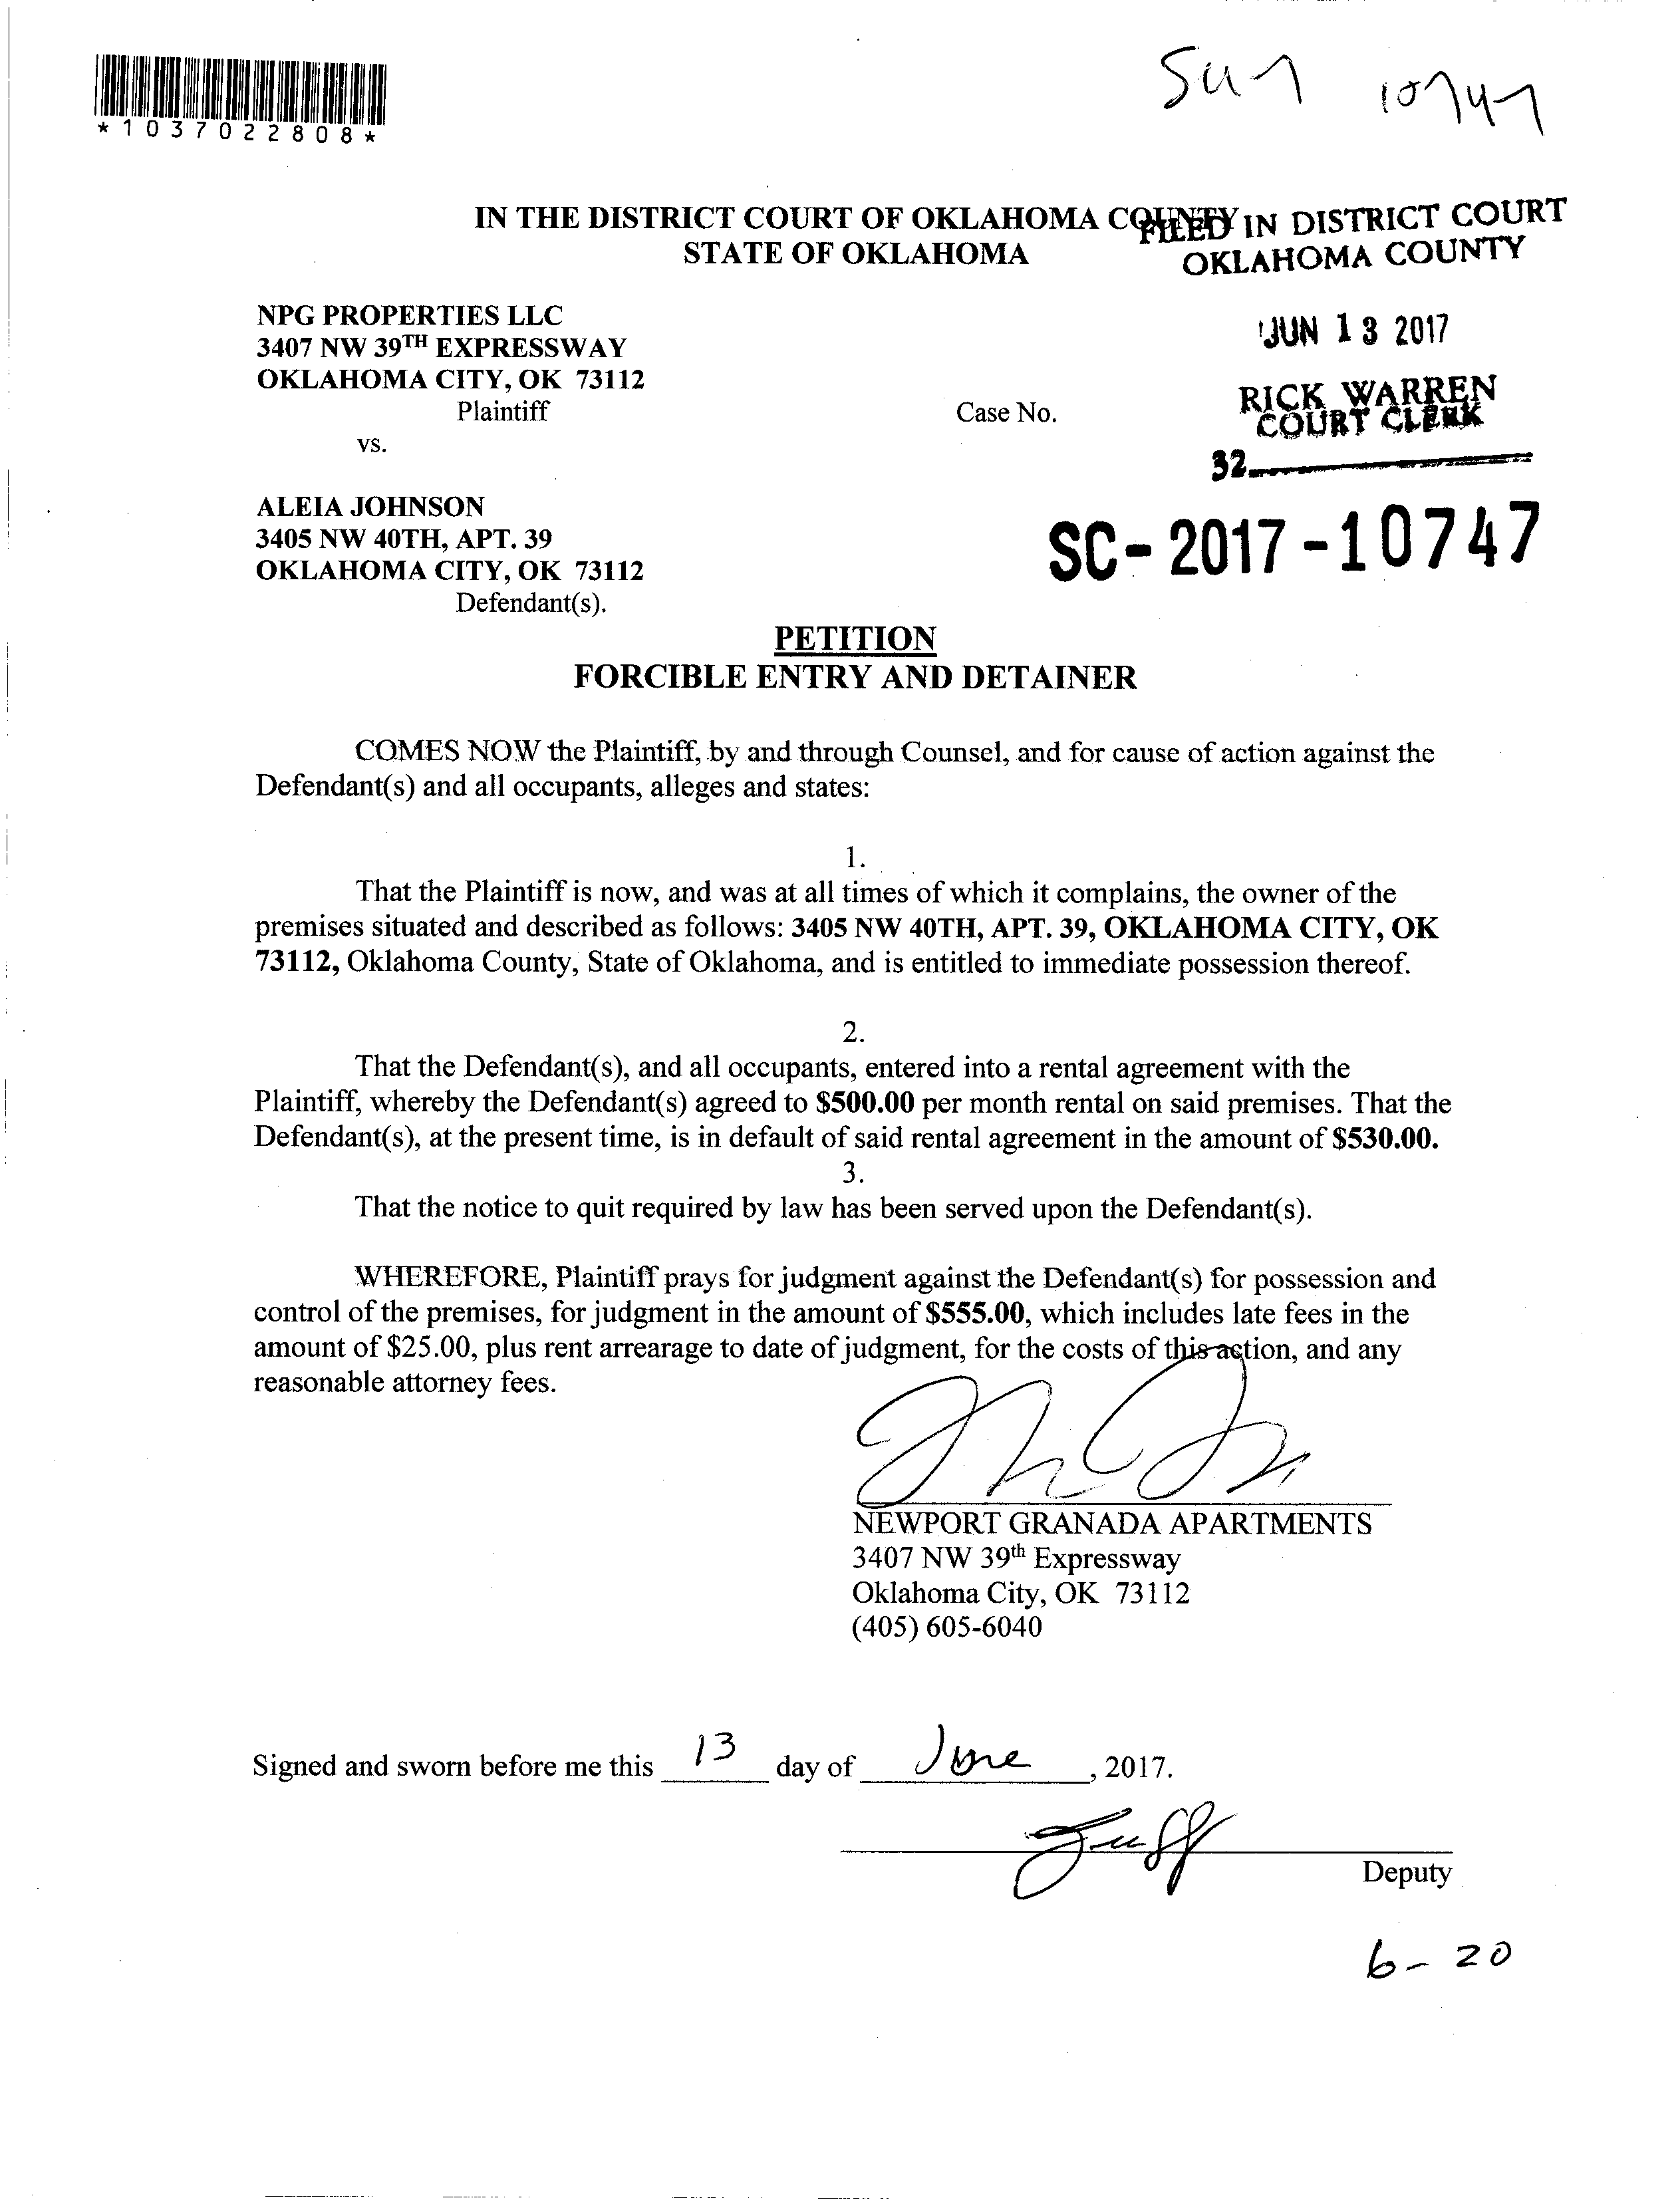 *1037022808*
10747
IN THE DISTRICT COURT OF OKLAHOMA COUNTY
STATE OF OKLAHOMA
FILED IN DISTRICT COURT
OKLAHOMA COUNTY
JUN 13 2017
RICK WARREN
COURT CLERK
32
NPG PROPERTIES LLC
3407 NW 39TH EXPRESSWAY
OKLAHOMA CITY, OK 73112
Plaintiff
Case No.
vs.
SC-2017-10747
ALEIA JOHNSON
3405 NW 40TH, APT. 39
OKLAHOMA CITY, OK 73112
Defendant(s).
PETITION
FORCIBLE ENTRY AND DETAINER
COMES NOW the Plaintiff, by and through Counsel, and for cause of action against the
Defendant(s) and all occupants, alleges and states:
1.
That the Plaintiff is now, and was at all times of which it complains, the owner of the
premises situated and described as follows: 3405 NW 40TH, APT. 39, OKLAHOMA CITY, OK
73112, Oklahoma County, State of Oklahoma, and is entitled to immediate possession thereof.
2.
That the Defendant(s), and all occupants, entered into a rental agreement with the
Plaintiff, whereby the Defendant(s) agreed to $500.00 per month rental on said premises. That the
Defendant(s), at the present time, is in default of said rental agreement in the amount of $530.00.
3.
That the notice to quit required by law has been served upon the Defendant(s).
WHEREFORE, Plaintiff prays for judgment against the Defendant(s) for possession and
control of the premises, for judgment in the amount of $555.00, which includes late fees in the
amount of $25.00, plus rent arrearage to date of judgment, for the costs of this action, and any
reasonable attorney fees.
NEWPORT GRANADA APARTMENTS
3407 NW 39th Expressway
Oklahoma City, OK 73112
(405) 605-6040
Signed and sworn before me this 13 day of June, 2017.
Deputy
6-20